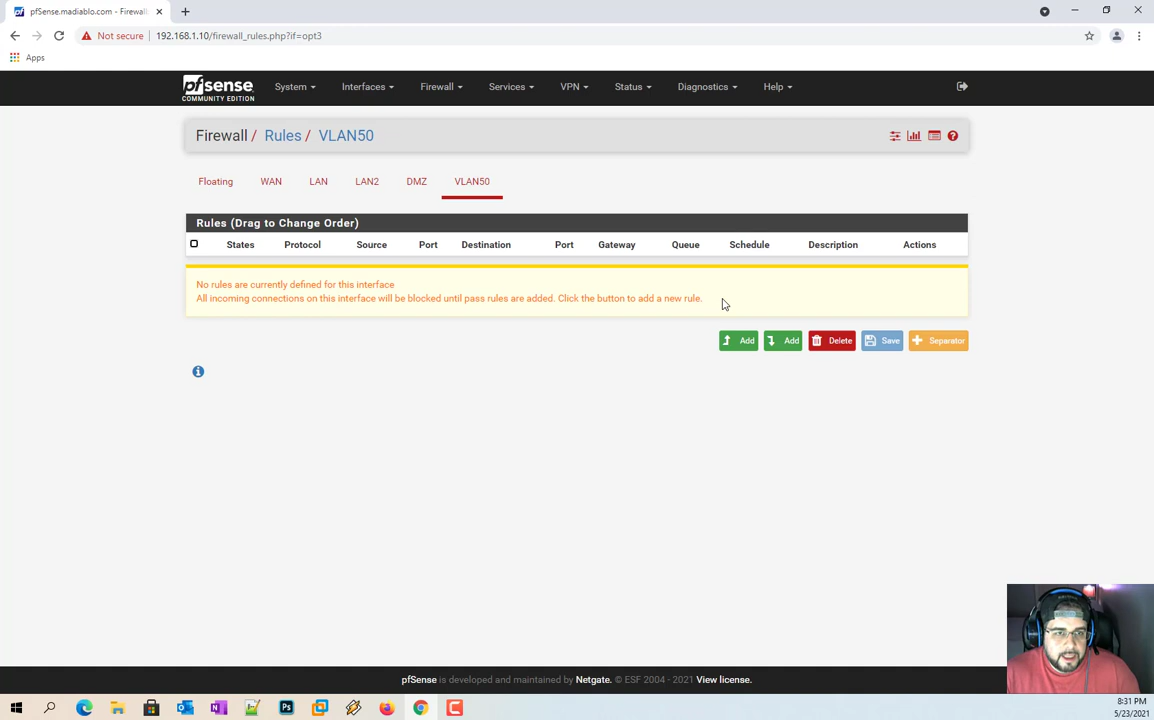 pfSense.madiablo.com - Firewall
Not secure
192.168.1.10/firewall_rules.php?if=opt3
Apps
pfsense
COMMUNITY EDITION
System
Interfaces
Firewall
Services
VPN
Status
Diagnostics
Help
Firewall / Rules / VLAN50
Floating
WAN
LAN
LAN2
DMZ
VLAN50
Rules (Drag to Change Order)
States
Protocol
Source
Port
Destination
Port
Gateway
Queue
Schedule
Description
Actions
No rules are currently defined for this interface
All incoming connections on this interface will be blocked until pass rules are added. Click the button to add a new rule.
Add
Add
Delete
Save
Separator
pfSense is developed and maintained by Netgate. © ESF 2004 - 2021 View license.
8:31 PM
5/23/2021